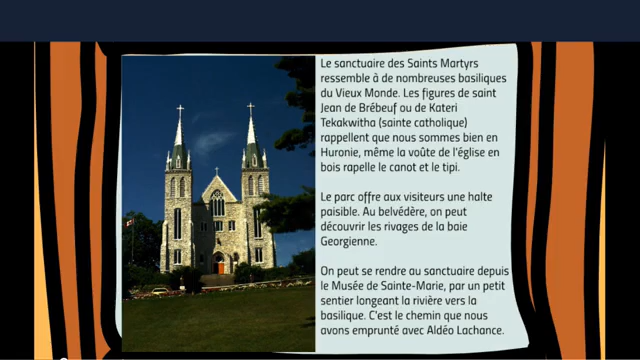 Le sanctuaire des Saints Martyrs
ressemble à de nombreuses basiliques
du Vieux Monde. Les figures de saint
Jean de Brébeuf ou de Kateri
Tekakwitha (sainte catholique)
rappellent que nous sommes bien en
Huronie, même la voûte de l'église en
bois rapelle le canot et le tipi.
Le parc offre aux visiteurs une halte
paisible. Au belvédère, on peut
découvrir les rivages de la baie
Georgienne.
On peut se rendre au sanctuaire depuis
le Musée de Sainte-Marie, par un petit
sentier longeant la rivière vers la
basilique. C'est le chemin que nous
avons emprunté avec Aldéo Lachance.